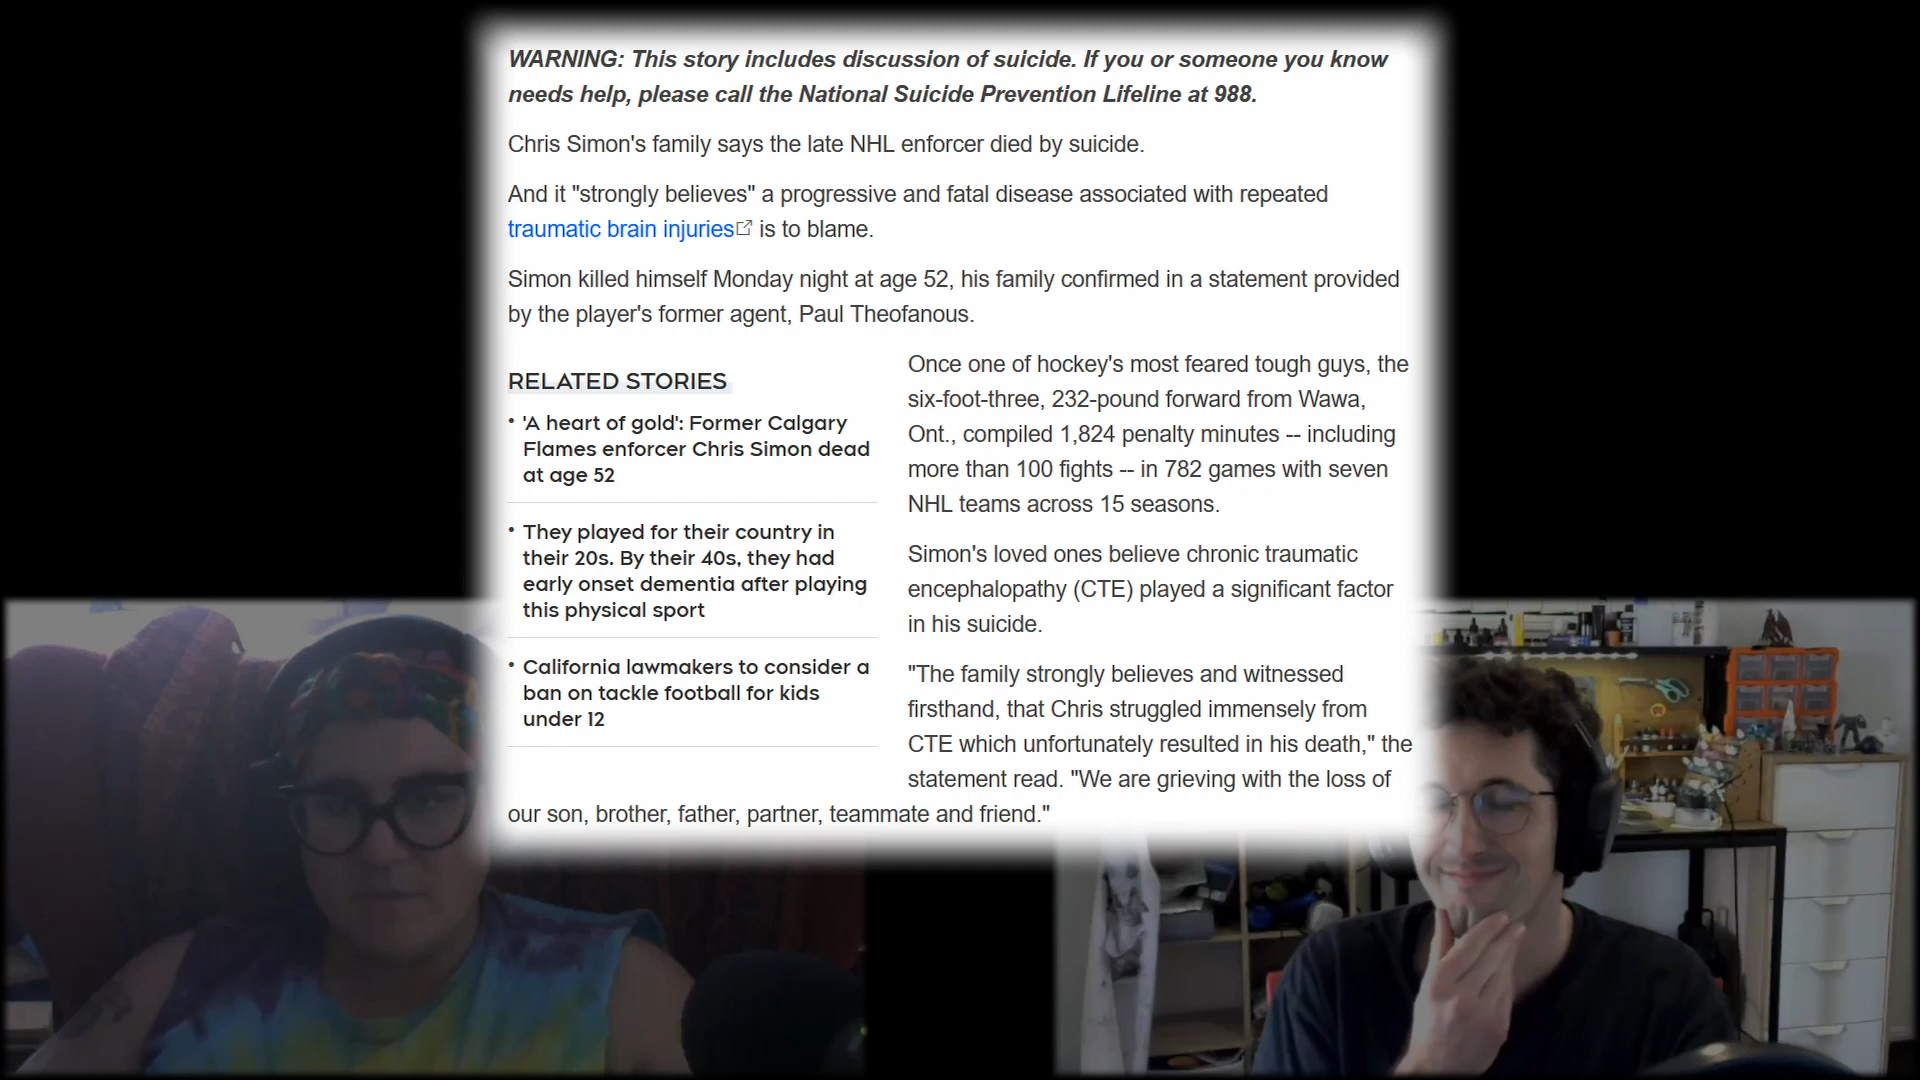 WARNING: This story includes discussion of suicide. If you or someone you know
needs help, please call the National Suicide Prevention Lifeline at 988.
Chris Simon's family says the late NHL enforcer died by suicide.
And it "strongly believes" a progressive and fatal disease associated with repeated
traumatic brain injuries is to blame.
Simon killed himself Monday night at age 52, his family confirmed in a statement provided
by the player's former agent, Paul Theofanous.
RELATED STORIES
• 'A heart of gold': Former Calgary
Flames enforcer Chris Simon dead
at age 52
• They played for their country in
their 20s. By their 40s, they had
early onset dementia after playing
this physical sport
• California lawmakers to consider a
ban on tackle football for kids
under 12
Once one of hockey's most feared tough guys, the
six-foot-three, 232-pound forward from Wawa,
Ont., compiled 1,824 penalty minutes -- including
more than 100 fights -- in 782 games with seven
NHL teams across 15 seasons.
Simon's loved ones believe chronic traumatic
encephalopathy (CTE) played a significant factor
in his suicide.
"The family strongly believes and witnessed
firsthand, that Chris struggled immensely from
CTE which unfortunately resulted in his death," the
statement read. "We are grieving with the loss of
our son, brother, father, partner, teammate and friend."